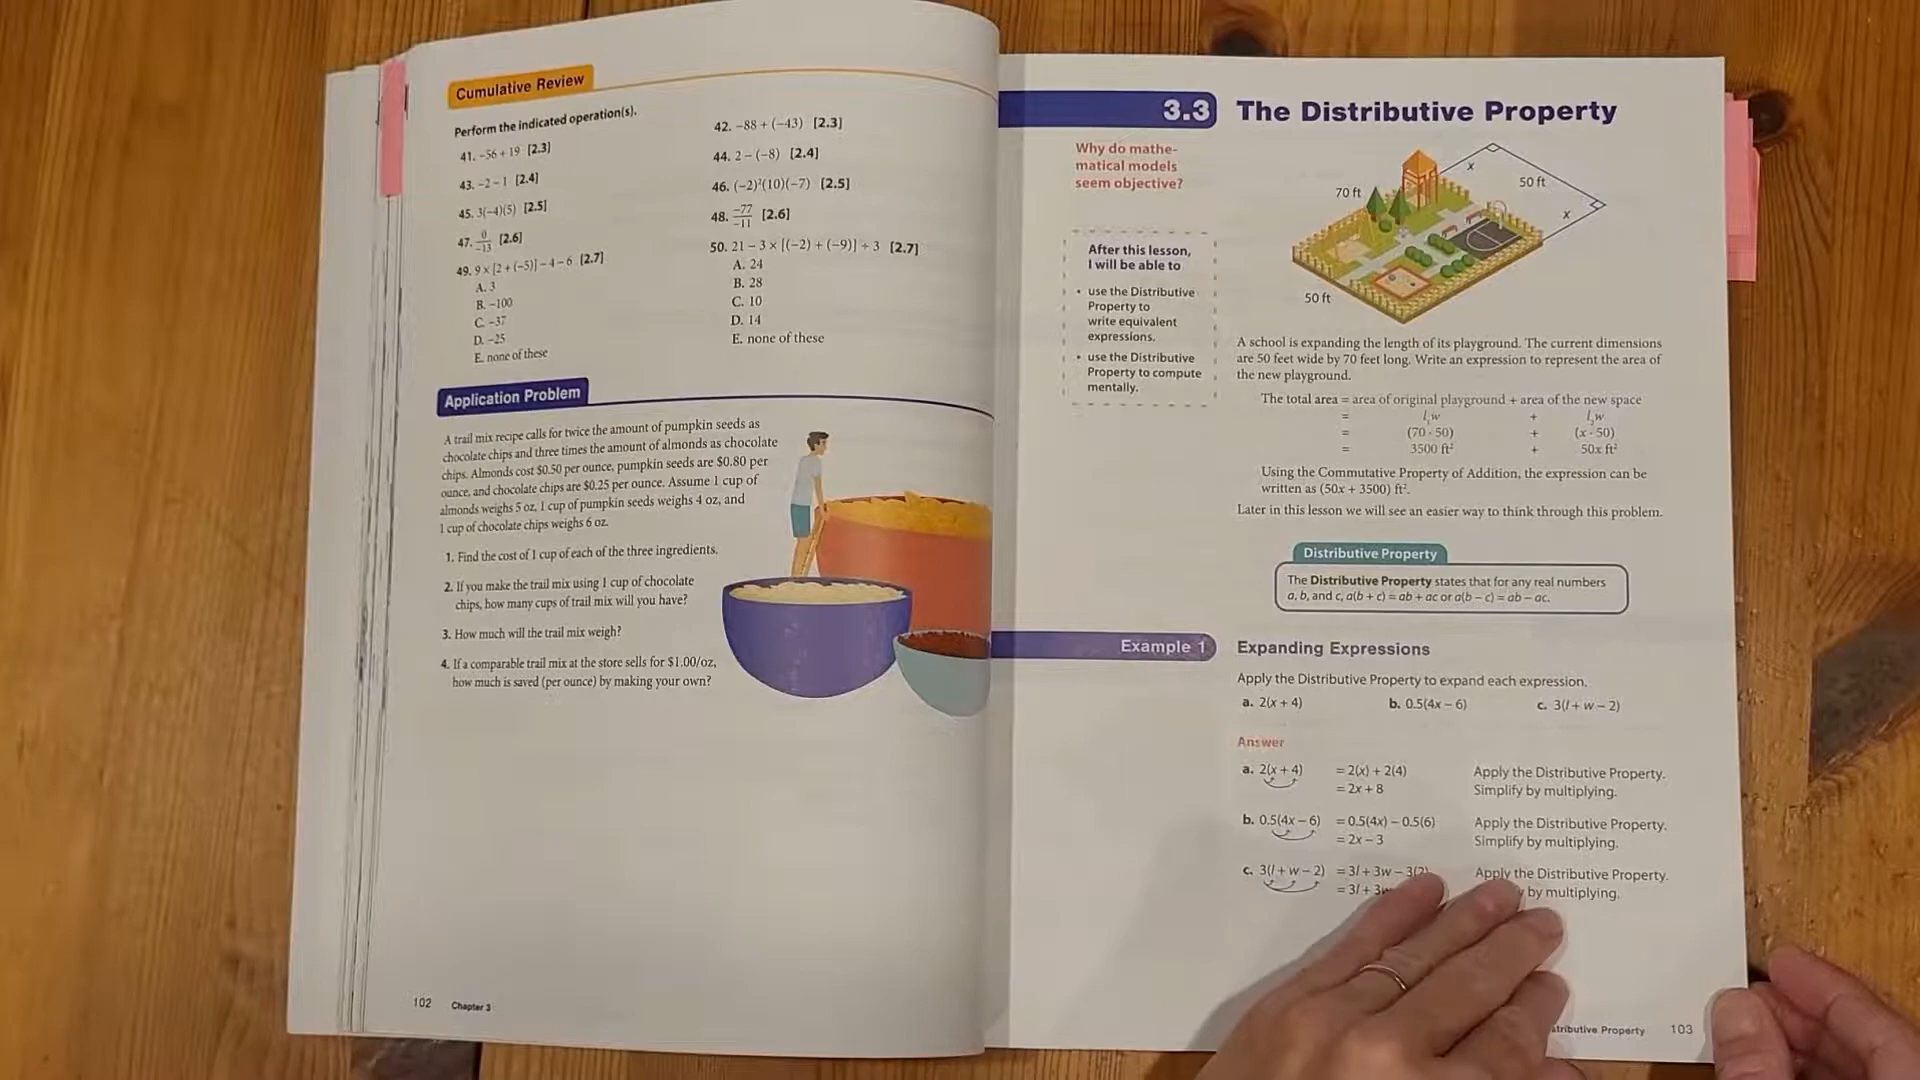 Cumulative Review
Perform the indicated operation(s).
41. -56 + 19 [2.3]
42. -88 + (-43) [2.3]
43. -2 - 1 [2.4]
44. 2 - (-8) [2.4]
45. 3(-4)(5) [2.5]
46. (-2)²(10)(-7) [2.5]
47. 0/-13 [2.6]
48. -77/-11 [2.6]
49. 9 × [2 + (-5)] - 4 - 6 [2.7]
A. 3
B. -100
C. -37
D. -25
E. none of these
50. 21 - 3 × [(-2) + (-9)] ÷ 3 [2.7]
A. 24
B. 28
C. 10
D. 14
E. none of these
Application Problem
A trail mix recipe calls for twice the amount of pumpkin seeds as
chocolate chips and three times the amount of almonds as chocolate
chips. Almonds cost $0.50 per ounce, pumpkin seeds are $0.80 per
ounce, and chocolate chips are $0.25 per ounce. Assume 1 cup of
almonds weighs 5 oz, 1 cup of pumpkin seeds weighs 4 oz, and
1 cup of chocolate chips weighs 6 oz.
1. Find the cost of 1 cup of each of the three ingredients.
2. If you make the trail mix using 1 cup of chocolate
chips, how many cups of trail mix will you have?
3. How much will the trail mix weigh?
4. If a comparable trail mix at the store sells for $1.00/oz,
how much is saved (per ounce) by making your own?
102 Chapter 3
3.3 The Distributive Property
Why do mathe-
matical models
seem objective?
After this lesson,
I will be able to
• use the Distributive
Property to
write equivalent
expressions.
• use the Distributive
Property to compute
mentally.
x
50 ft
70 ft
x
50 ft
A school is expanding the length of its playground. The current dimensions
are 50 feet wide by 70 feet long. Write an expression to represent the area of
the new playground.
The total area = area of original playground + area of the new space
= l₁w + l₂w
= (70 · 50) + (x · 50)
= 3500 ft² + 50x ft²
Using the Commutative Property of Addition, the expression can be
written as (50x + 3500) ft².
Later in this lesson we will see an easier way to think through this problem.
Distributive Property
The Distributive Property states that for any real numbers
a, b, and c, a(b + c) = ab + ac or a(b - c) = ab - ac.
Example 1 Expanding Expressions
Apply the Distributive Property to expand each expression.
a. 2(x + 4) b. 0.5(4x - 6) c. 3(l + w - 2)
Answer
a. 2(x + 4) = 2(x) + 2(4) Apply the Distributive Property.
= 2x + 8 Simplify by multiplying.
b. 0.5(4x - 6) = 0.5(4x) - 0.5(6) Apply the Distributive Property.
= 2x - 3 Simplify by multiplying.
c. 3(l + w - 2) = 3l + 3w - 3(2) Apply the Distributive Property.
= 3l + 3w by multiplying.
Property 103